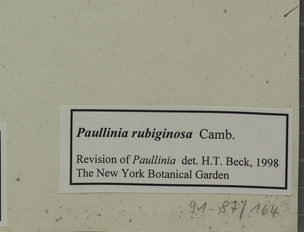 Paullinia rubiginosa Camb.
Revision of Paullinia det. H.T. Beck, 1998
The New York Botanical Garden
91-87/164